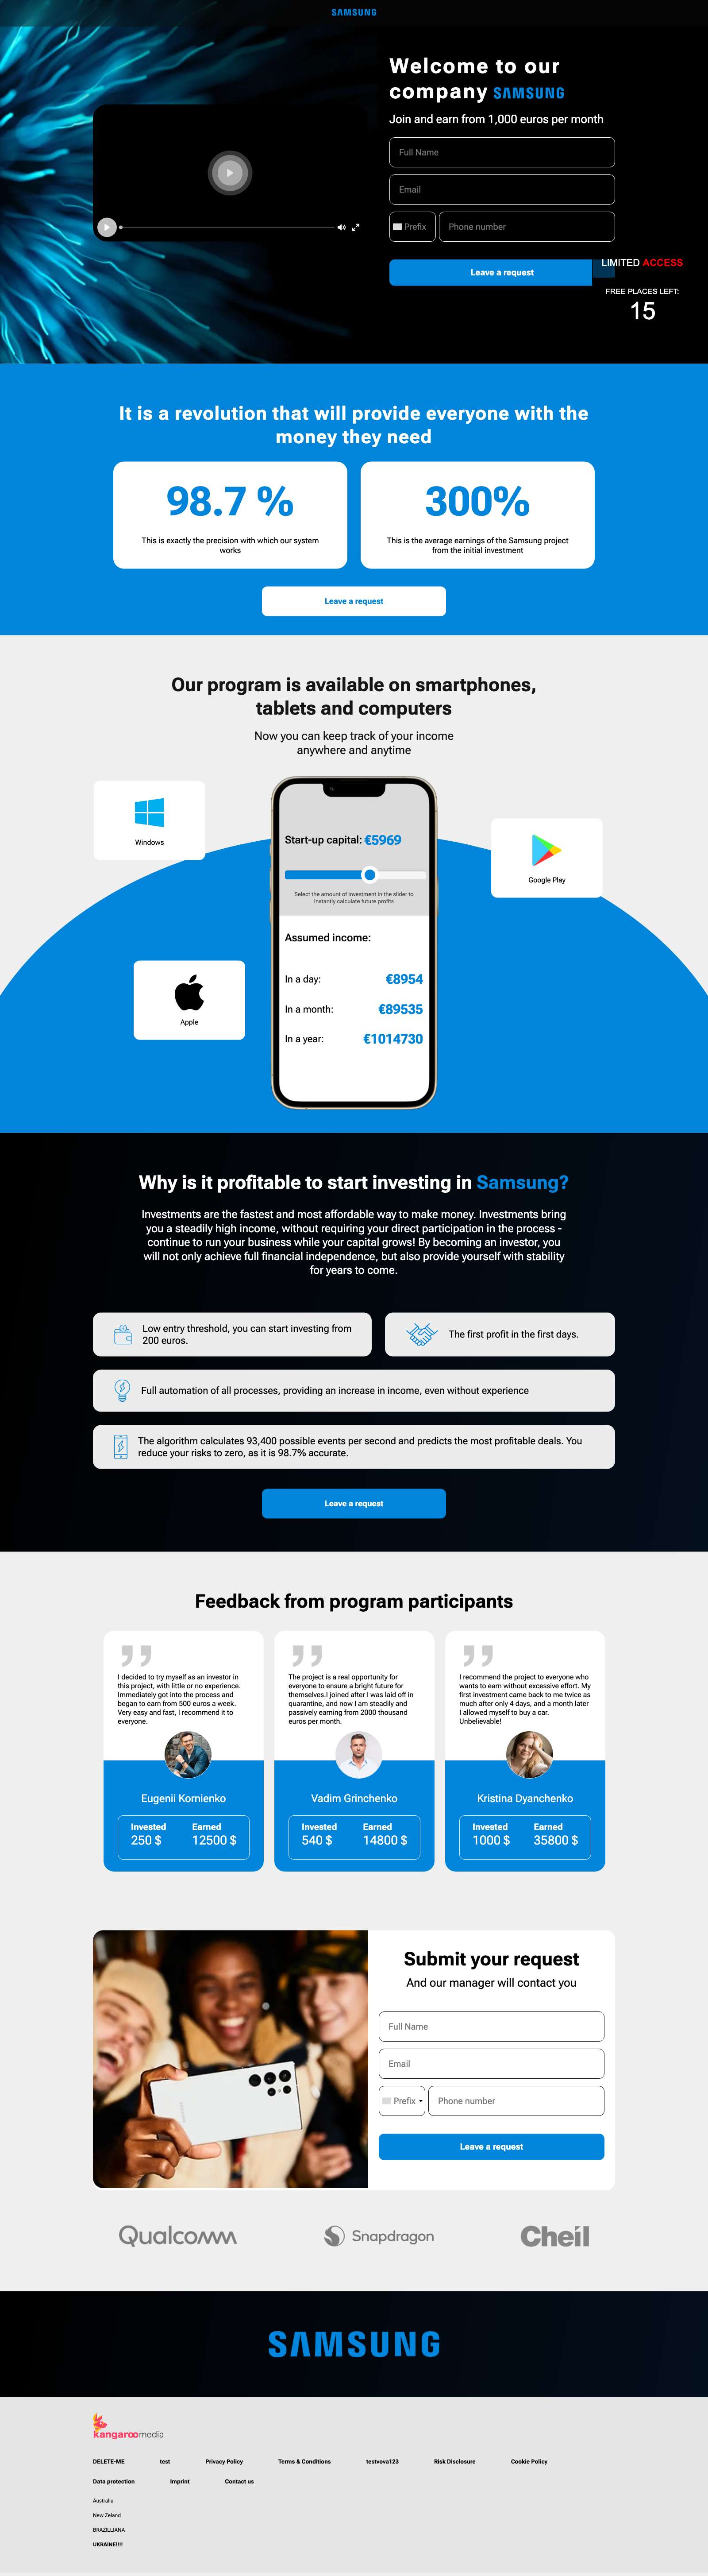 SAMSUNG
Welcome to our
company SAMSUNG
Join and earn from 1,000 euros per month
Full Name
Email
Prefix
Phone number
Leave a request
LIMITED ACCESS
FREE PLACES LEFT:
15
It is a revolution that will provide everyone with the
money they need
98.7 %
This is exactly the precision with which our system
works
300%
This is the average earnings of the Samsung project
from the initial investment
Leave a request
Our program is available on smartphones,
tablets and computers
Now you can keep track of your income
anywhere and anytime
Windows
Google Play
Apple
Start-up capital: €5969
Select the amount of investment in the slider to
instantly calculate future profits
Assumed income:
In a day: €8954
In a month: €89535
In a year: €1014730
Why is it profitable to start investing in Samsung?
Investments are the fastest and most affordable way to make money. Investments bring
you a steadily high income, without requiring your direct participation in the process -
continue to run your business while your capital grows! By becoming an investor, you
will not only achieve full financial independence, but also provide yourself with stability
for years to come.
Low entry threshold, you can start investing from
200 euros.
The first profit in the first days.
Full automation of all processes, providing an increase in income, even without experience
The algorithm calculates 93,400 possible events per second and predicts the most profitable deals. You
reduce your risks to zero, as it is 98.7% accurate.
Leave a request
Feedback from program participants
I decided to try myself as an investor in
this project, with little or no experience.
Immediately got into the process and
began to earn from 500 euros a week.
Very easy and fast, I recommend it to
everyone.
Eugenii Kornienko
Invested Earned
250 $ 12500 $
The project is a real opportunity for
everyone to ensure a bright future for
themselves.I joined after I was laid off in
quarantine, and now I am steadily and
passively earning from 2000 thousand
euros per month.
Vadim Grinchenko
Invested Earned
540 $ 14800 $
I recommend the project to everyone who
wants to earn without excessive effort. My
first investment came back to me twice as
much after only 4 days, and a month later
I allowed myself to buy a car.
Unbelievable!
Kristina Dyanchenko
Invested Earned
1000 $ 35800 $
Submit your request
And our manager will contact you
Full Name
Email
Prefix
Phone number
Leave a request
Qualcomm
Snapdragon
Cheil
SAMSUNG
kangaroomedia
DELETE-ME test Privacy Policy Terms & Conditions testvova123 Risk Disclosure Cookie Policy
Data protection Imprint Contact us
Australia
New Zeland
BRAZILLIANA
UKRAINE!!!!